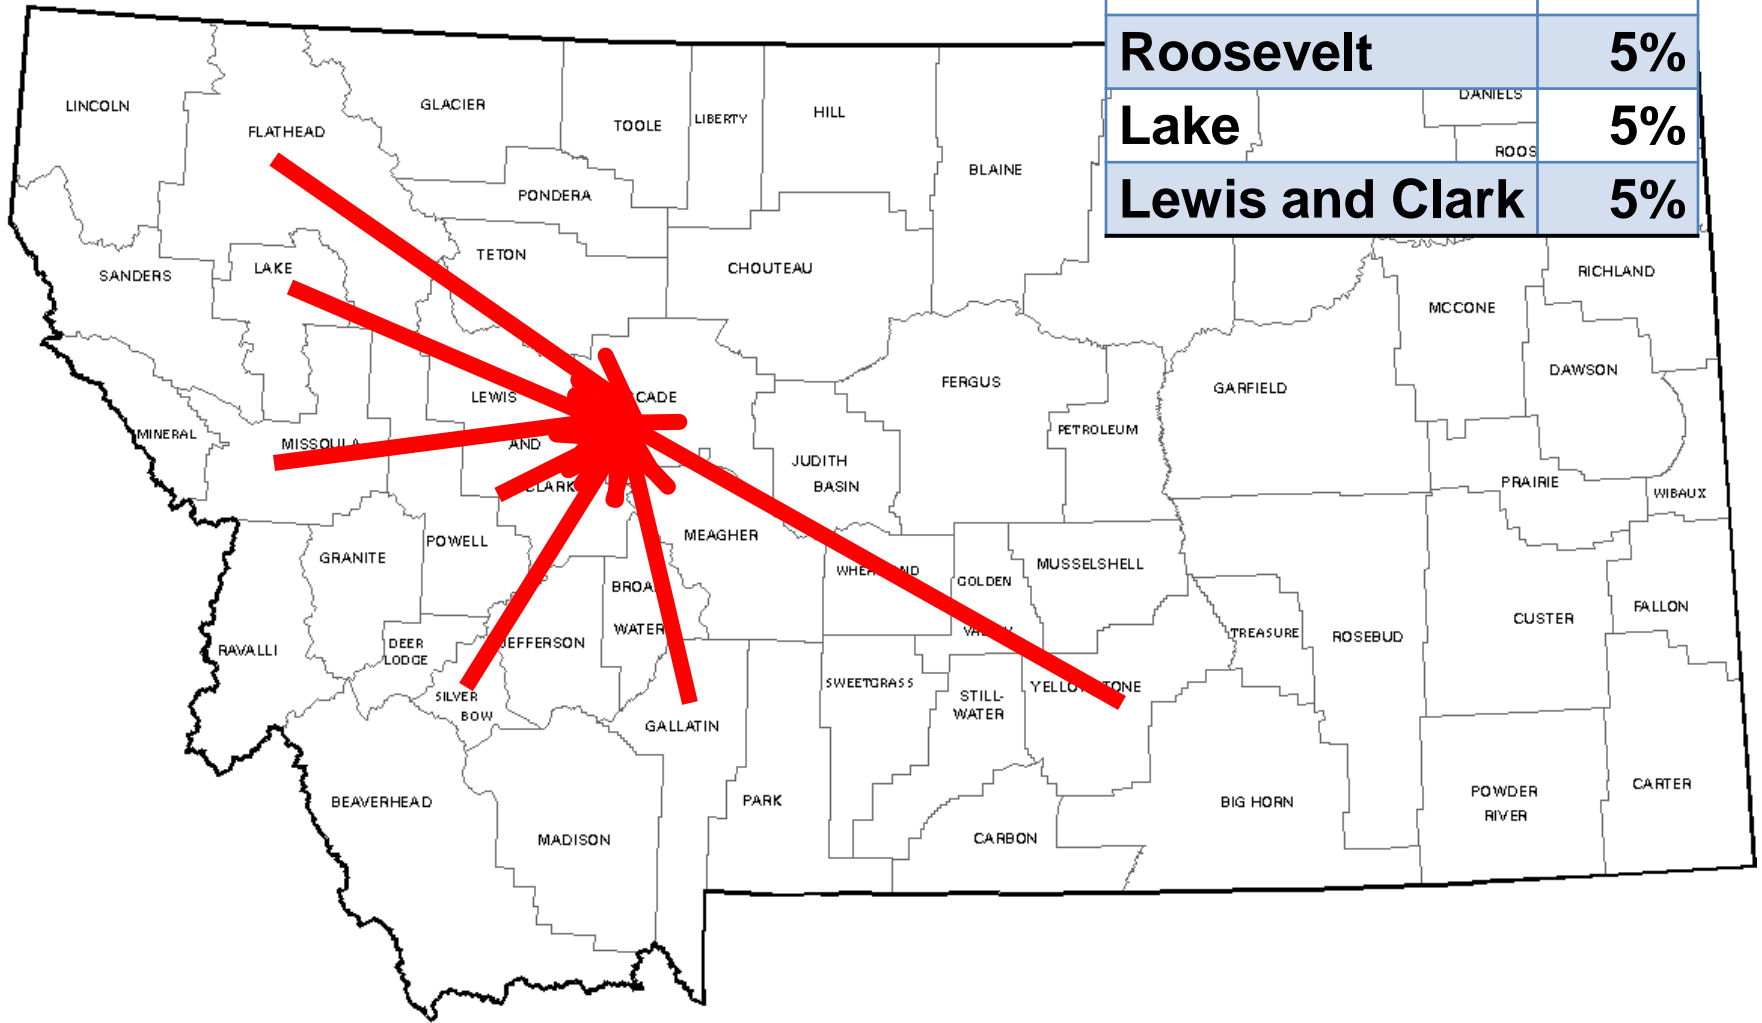 Roosevelt 5%
Lake 5%
Lewis and Clark 5%
LINCOLN
FLATHEAD
GLACIER
TOOLE
LIBERTY
HILL
BLAINE
DANIELS
ROOS
PONDERA
TETON
CHOUTEAU
SANDERS
LAKE
RICHLAND
MCCONE
DAWSON
GARFIELD
FERGUS
PETROLEUM
LEWIS
AND
CLARK
CADE
MINERAL
MISSOULA
JUDITH
BASIN
PRAIRIE
WIBAUX
POWELL
GRANITE
MEAGHER
BROA
WATER
GOLDEN
VALLEY
MUSSELSHELL
TREASURE
ROSEBUD
CUSTER
FALLON
RAVALLI
DEER
LODGE
JEFFERSON
SILVER
BOW
GALLATIN
SWEETGRASS
STILL-
WATER
YELLOWSTONE
BEAVERHEAD
MADISON
PARK
CARBON
BIG HORN
POWDER
RIVER
CARTER